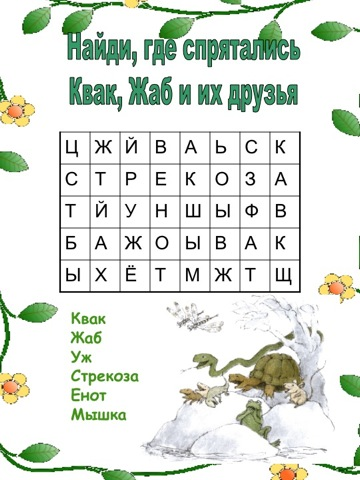 Найди, где спрятались
Квак, Жаб и их друзья
Ц Ж Й В А Ь С К
С Т Р Е К О З А
Т Й У Н Ш Ы Ф В
Б А Ж О Ы В А К
Ы Х Ё Т М Ж Т Щ
Квак
Жаб
Уж
Стрекоза
Енот
Мышка